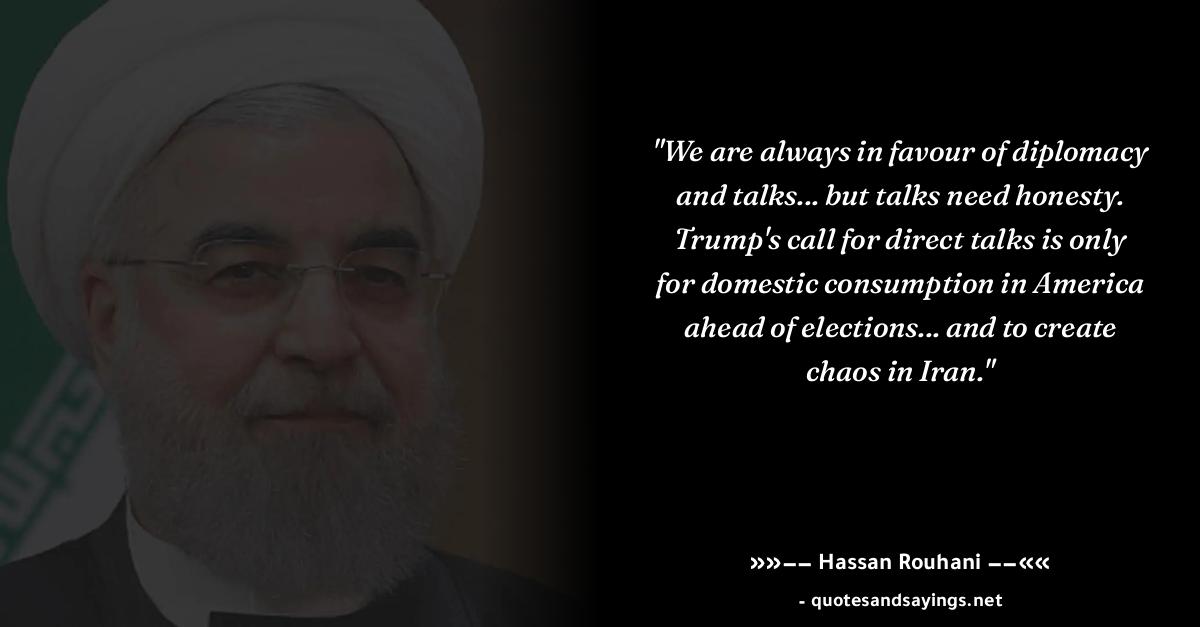 "We are always in favour of diplomacy
and talks... but talks need honesty.
Trump's call for direct talks is only
for domestic consumption in America
ahead of elections... and to create
chaos in Iran."
»»–– Hassan Rouhani ––««
- quotesandsayings.net